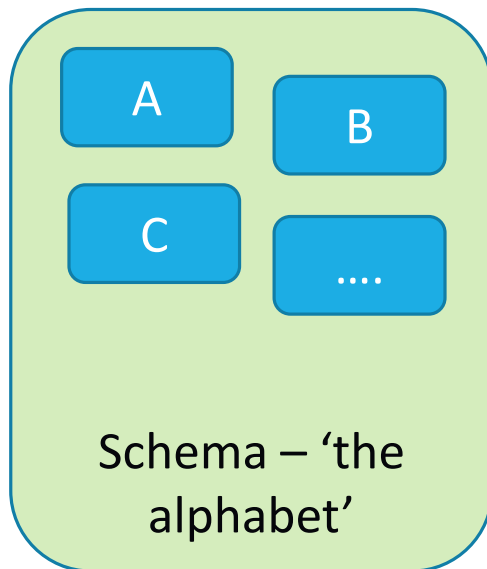 A
B
C
....
Schema – ‘the
alphabet’